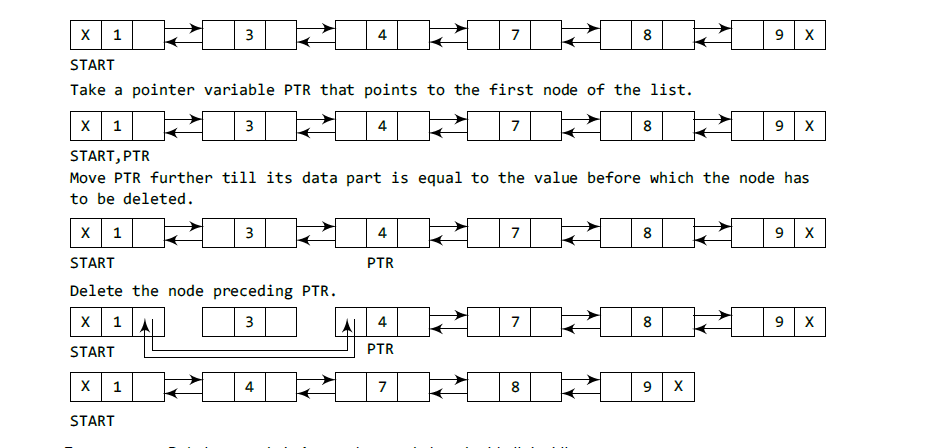 X 1 3 4 7 8 9 X
START
Take a pointer variable PTR that points to the first node of the list.
X 1 3 4 7 8 9 X
START,PTR
Move PTR further till its data part is equal to the value before which the node has
to be deleted.
X 1 3 4 7 8 9 X
START PTR
Delete the node preceding PTR.
X 1 3 4 7 8 9 X
START PTR
X 1 4 7 8 9 X
START